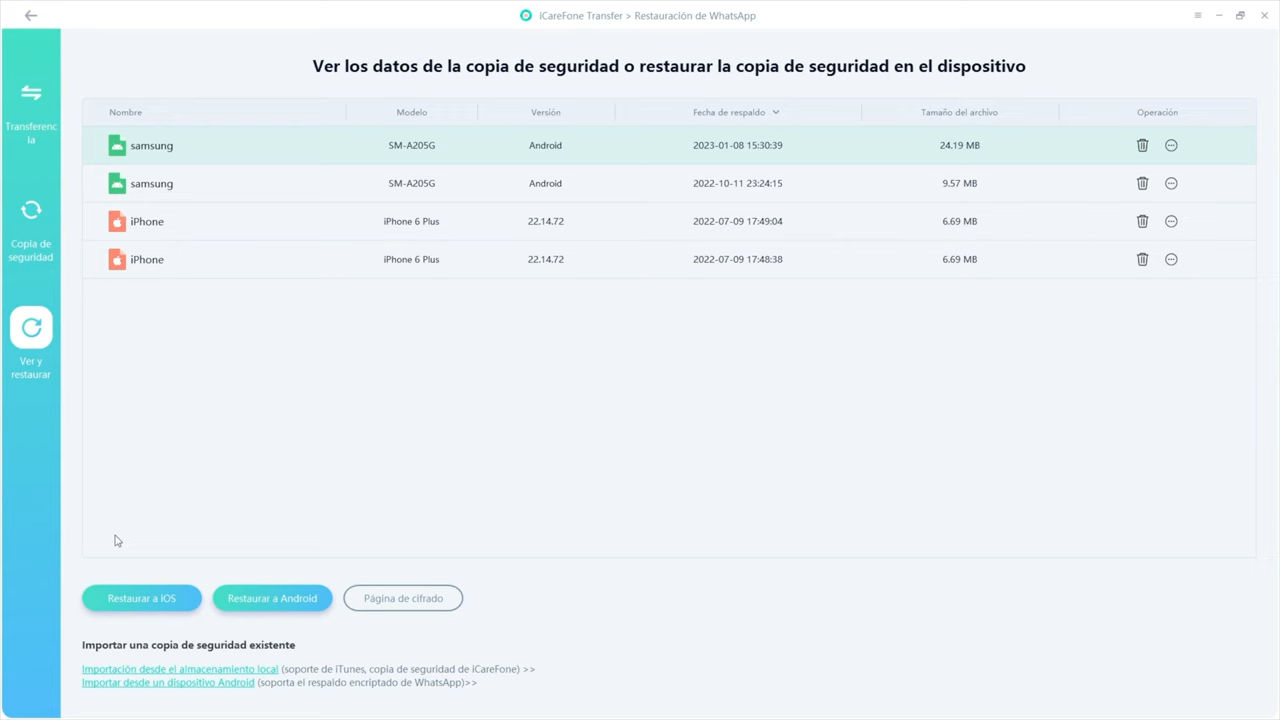 iCareFone Transfer > Restauración de WhatsApp
Transferenc
ia
Copia de
seguridad
Ver y
restaurar
Ver los datos de la copia de seguridad o restaurar la copia de seguridad en el dispositivo
Nombre Modelo Versión Fecha de respaldo Tamaño del archivo Operación
samsung SM-A205G Android 2023-01-08 15:30:39 24.19 MB
samsung SM-A205G Android 2022-10-11 23:24:15 9.57 MB
iPhone iPhone 6 Plus 22.14.72 2022-07-09 17:49:04 6.69 MB
iPhone iPhone 6 Plus 22.14.72 2022-07-09 17:48:38 6.69 MB
Restaurar a iOS Restaurar a Android Página de cifrado
Importar una copia de seguridad existente
Importación desde el almacenamiento local (soporte de iTunes, copia de seguridad de iCareFone) >>
Importar desde un dispositivo Android (soporta el respaldo encriptado de WhatsApp)>>